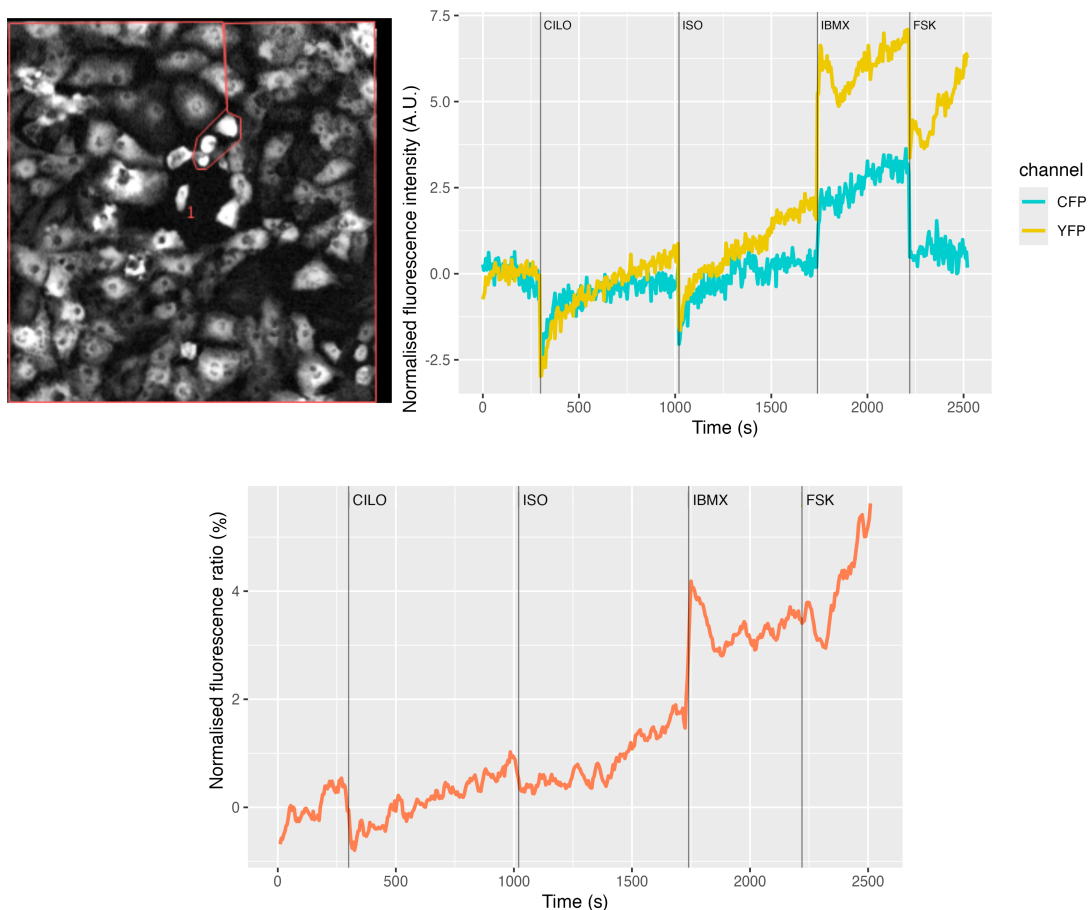 1
Normalised fluorescence intensity (A.U.)
7.5
5.0
2.5
0.0
-2.5
CILO
ISO
IBMX
FSK
0
500
1000
1500
2000
2500
Time (s)
channel
CFP
YFP
Normalised fluorescence ratio (%)
4
2
0
CILO
ISO
IBMX
FSK
0
500
1000
1500
2000
2500
Time (s)